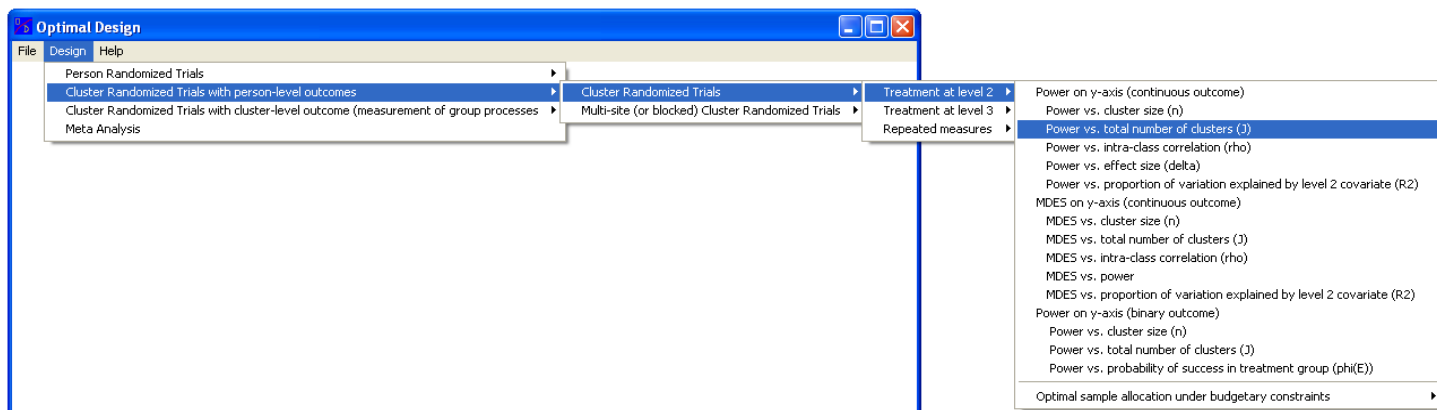 Optimal Design
File Design Help
Person Randomized Trials
Cluster Randomized Trials with person-level outcomes
Cluster Randomized Trials with cluster-level outcome (measurement of group processes
Meta Analysis
Cluster Randomized Trials
Multi-site (or blocked) Cluster Randomized Trials
Treatment at level 2
Treatment at level 3
Repeated measures
Power on y-axis (continuous outcome)
Power vs. cluster size (n)
Power vs. total number of clusters (J)
Power vs. intra-class correlation (rho)
Power vs. effect size (delta)
Power vs. proportion of variation explained by level 2 covariate (R2)
MDES on y-axis (continuous outcome)
MDES vs. cluster size (n)
MDES vs. total number of clusters (J)
MDES vs. intra-class correlation (rho)
MDES vs. power
MDES vs. proportion of variation explained by level 2 covariate (R2)
Power on y-axis (binary outcome)
Power vs. cluster size (n)
Power vs. total number of clusters (J)
Power vs. probability of success in treatment group (phi(E))
Optimal sample allocation under budgetary constraints